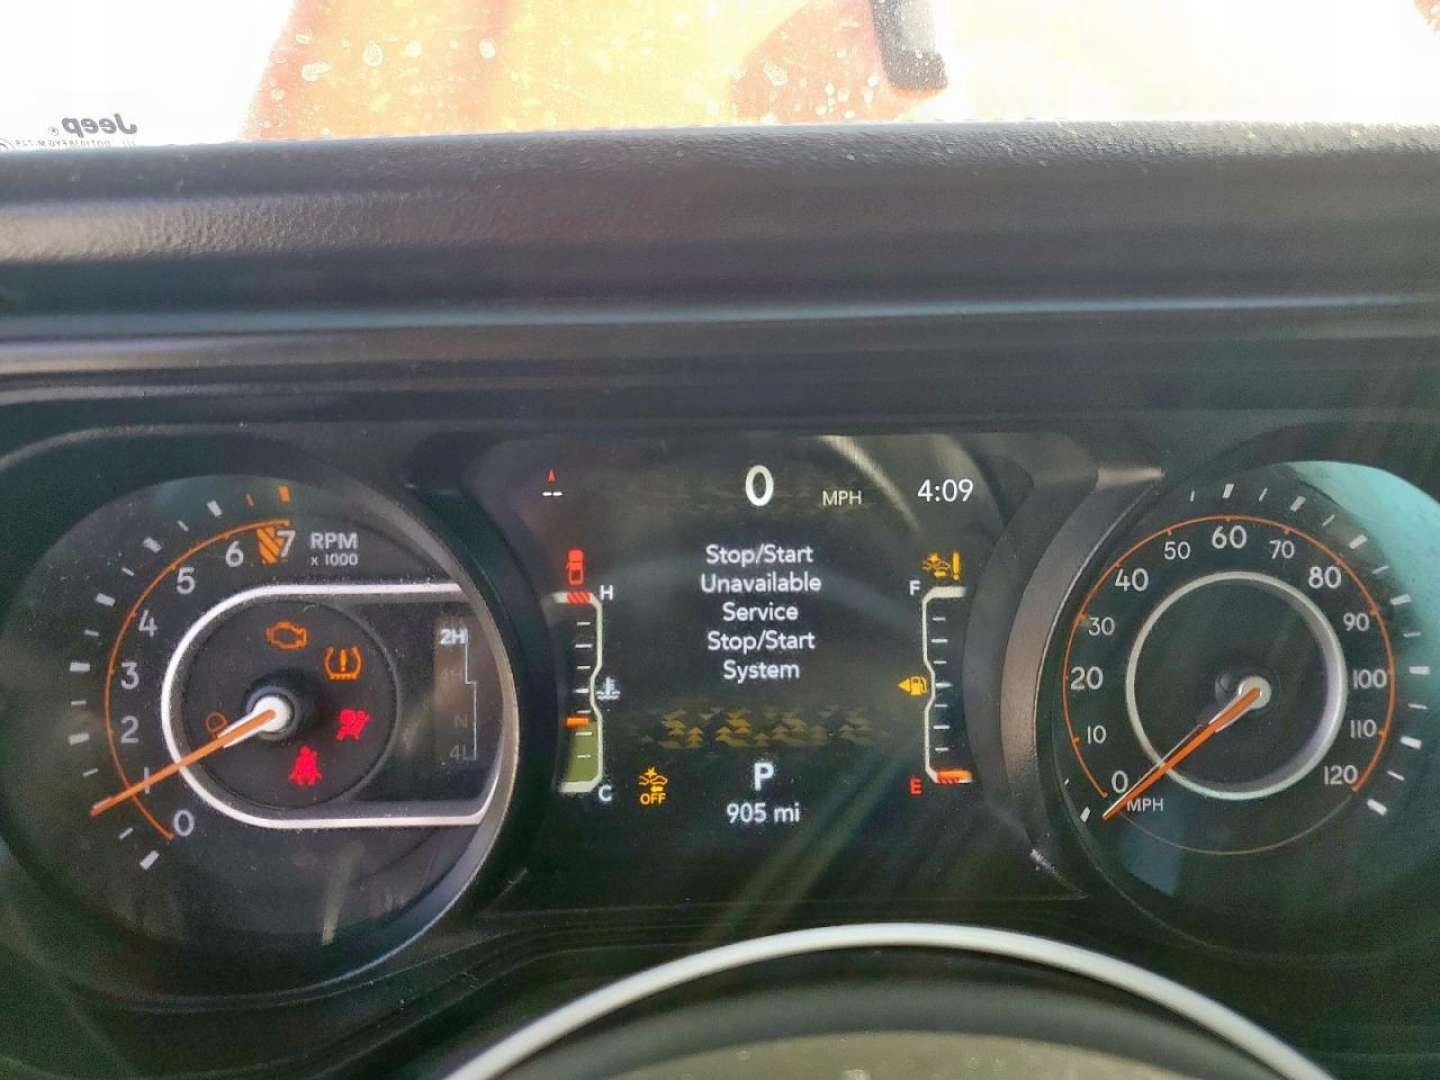 Jeep
0
MPH
4:09
Stop/Start
Unavailable
Service
Stop/Start
System
P
905 mi
H
C
OFF
F
E
RPM
x 1000
0
1
2
3
4
5
6
7
2H
4H
N
4L
0
10
20
30
40
50
60
70
80
90
100
110
120
MPH